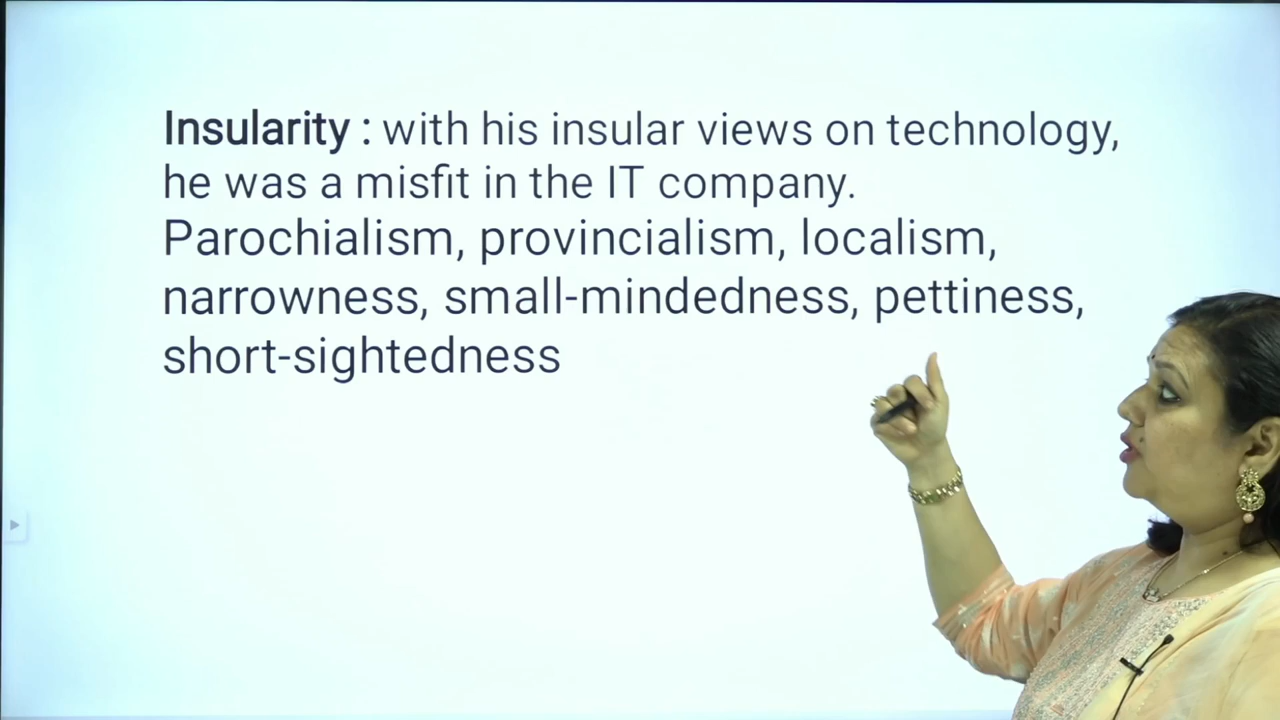 Insularity : with his insular views on technology,
he was a misfit in the IT company.
Parochialism, provincialism, localism,
narrowness, small-mindedness, pettiness,
short-sightedness